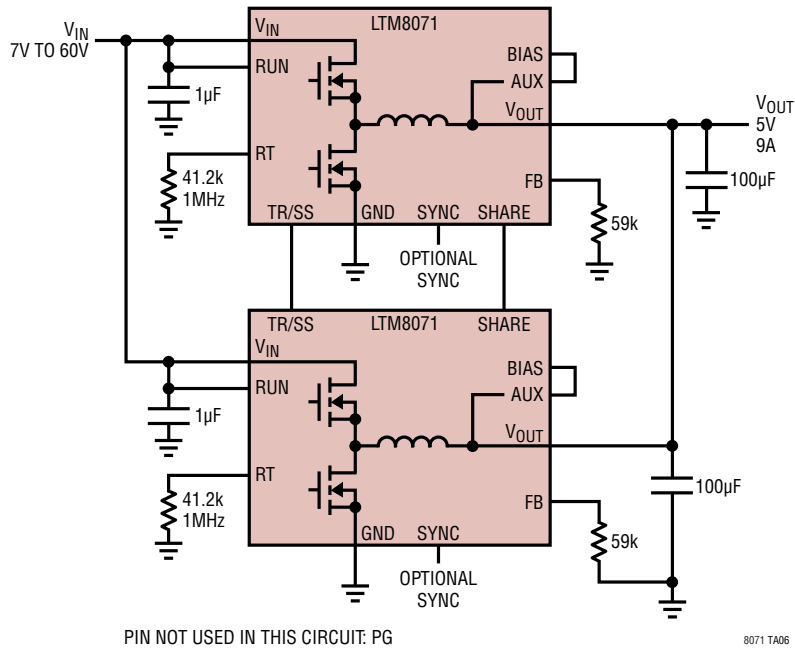 LTM8071
VIN
7V TO 60V
VIN
RUN
1µF
BIAS
AUX
VOUT
VOUT
5V
9A
RT
41.2k
1MHz
FB
100µF
59k
TR/SS
GND
SYNC
SHARE
OPTIONAL
SYNC
TR/SS
LTM8071
SHARE
VIN
RUN
1µF
BIAS
AUX
VOUT
RT
41.2k
1MHz
FB
100µF
59k
GND
SYNC
OPTIONAL
SYNC
PIN NOT USED IN THIS CIRCUIT: PG
8071 TA06